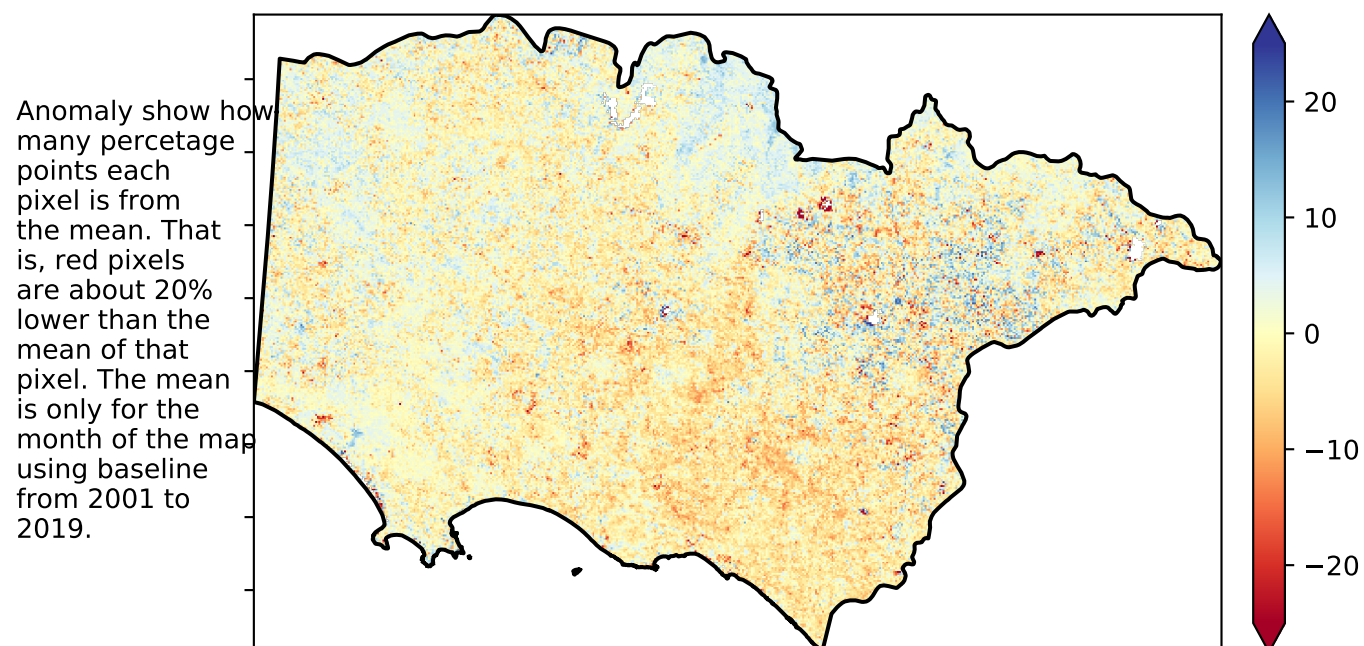 Anomaly show how
many percetage
points each
pixel is from
the mean. That
is, red pixels
are about 20%
lower than the
mean of that
pixel. The mean
is only for the
month of the map
using baseline
from 2001 to
2019.
20
10
0
−10
−20